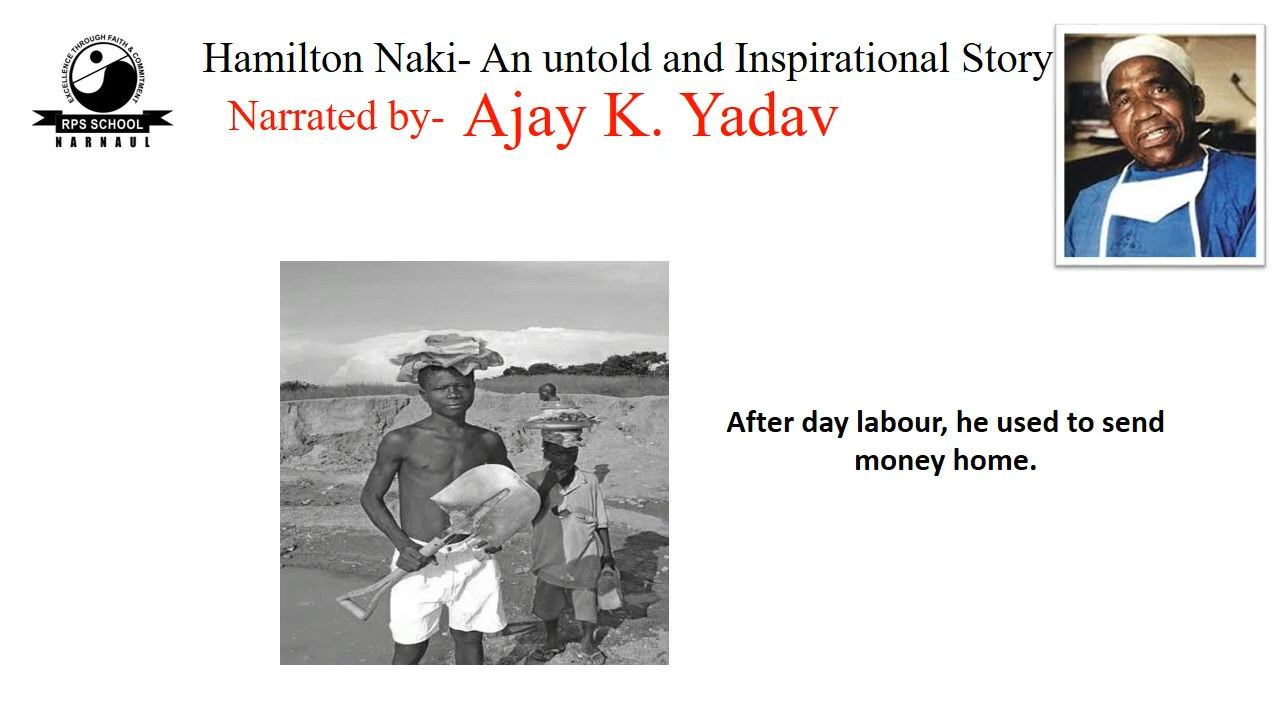 EXCELLENCE THROUGH FAITH & COMMITMENT
RPS SCHOOL
NARNAUL
Hamilton Naki- An untold and Inspirational Story
Narrated by- Ajay K. Yadav
After day labour, he used to send
money home.